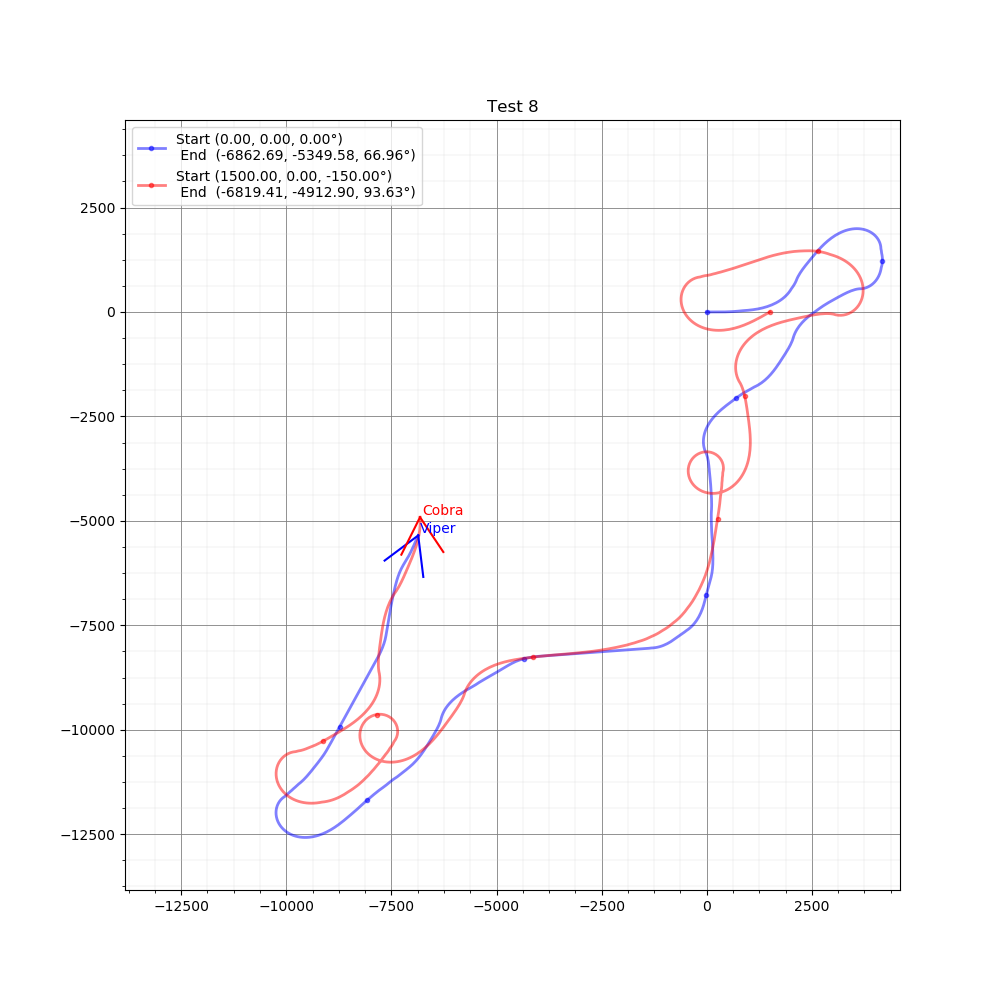 Test 8
Start (0.00, 0.00, 0.00°)
End  (-6862.69, -5349.58, 66.96°)
Start (1500.00, 0.00, -150.00°)
End  (-6819.41, -4912.90, 93.63°)
2500
0
−2500
−5000
−7500
−10000
−12500
Cobra
Viper
−12500 −10000 −7500 −5000 −2500 0 2500